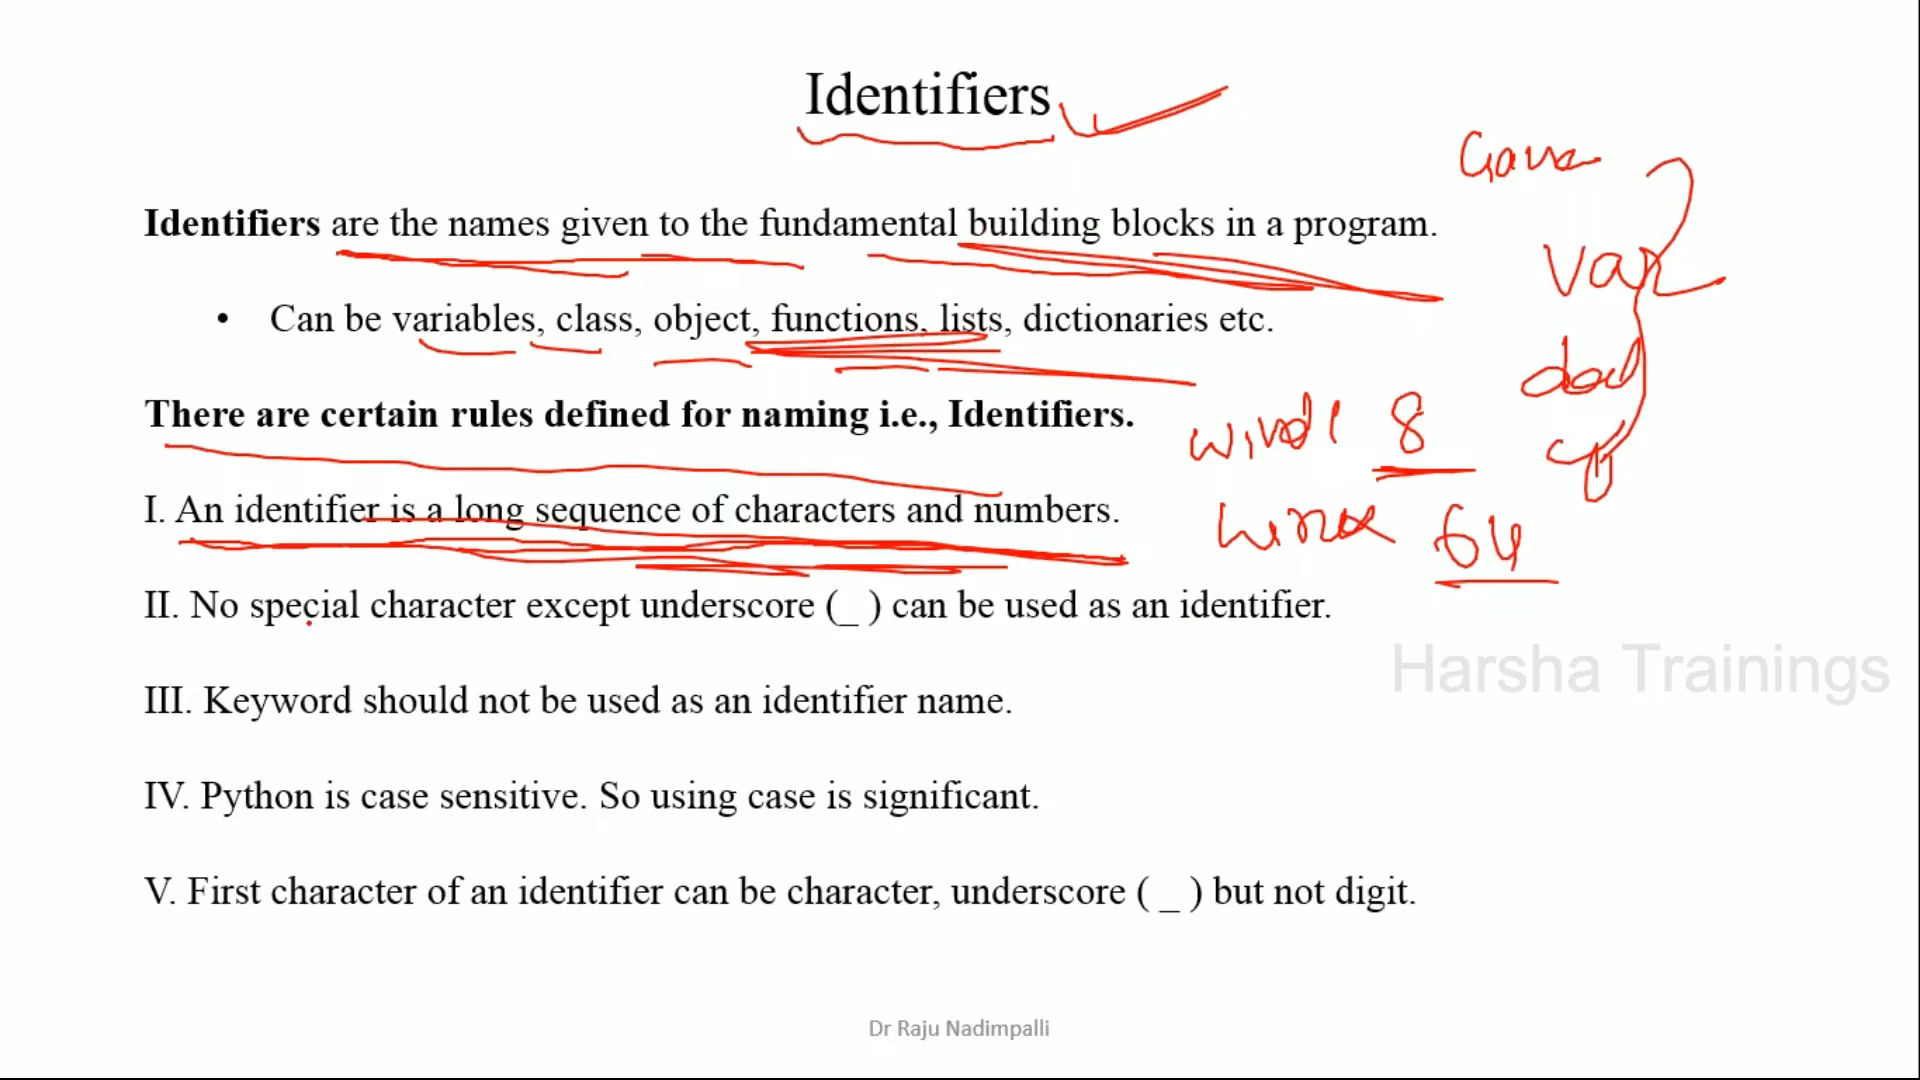 Identifiers
Identifiers are the names given to the fundamental building blocks in a program.
• Can be variables, class, object, functions, lists, dictionaries etc.
There are certain rules defined for naming i.e., Identifiers.
8
I. An identifier is a long sequence of characters and numbers.
64
II. No special character except underscore (_ ) can be used as an identifier.
Harsha Trainings
III. Keyword should not be used as an identifier name.
IV. Python is case sensitive. So using case is significant.
V. First character of an identifier can be character, underscore ( _ ) but not digit.
Dr Raju Nadimpalli